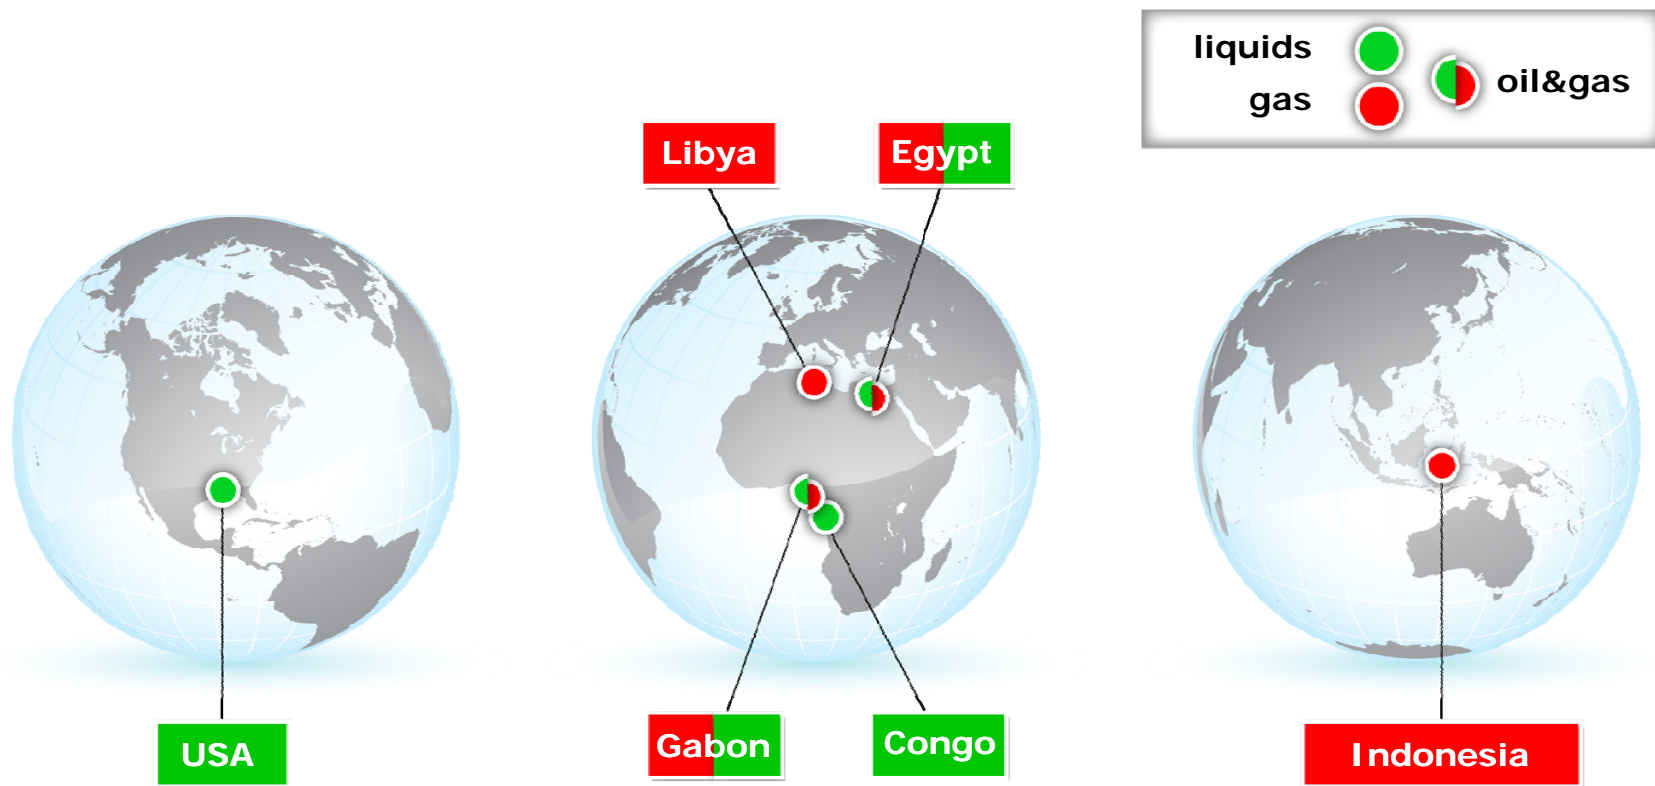 liquids
gas
oil&gas
Libya
Egypt
USA
Gabon
Congo
Indonesia